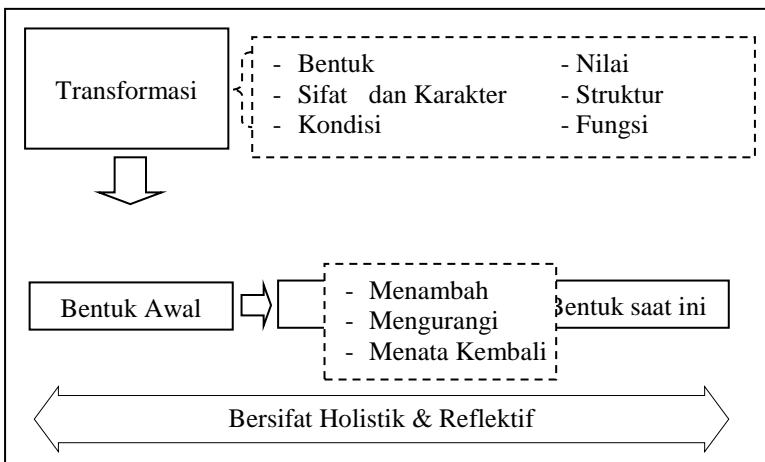 Transformasi
- Bentuk
- Sifat dan Karakter
- Kondisi
- Nilai
- Struktur
- Fungsi
Bentuk Awal
- Menambah
- Mengurangi
- Menata Kembali
Bentuk saat ini
Bersifat Holistik & Reflektif